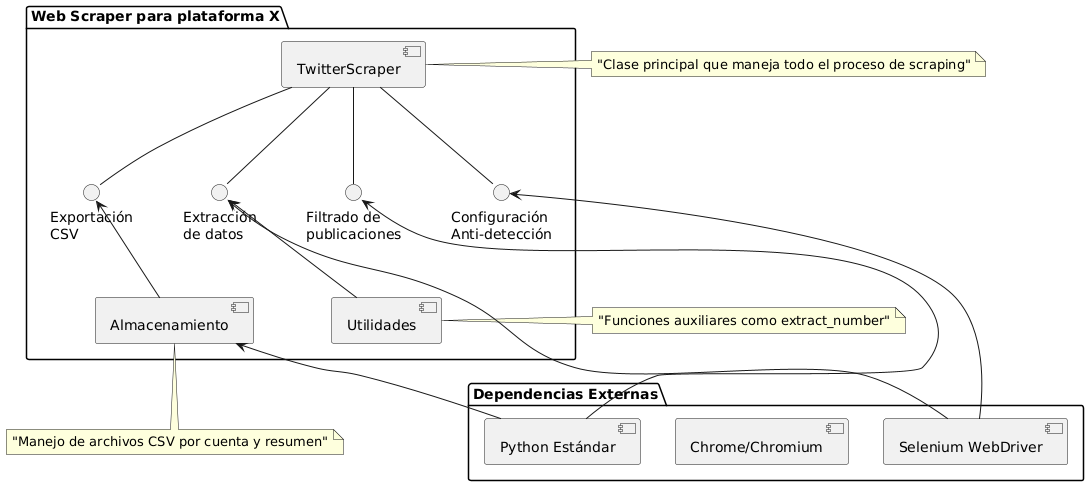 Web Scraper para plataforma X
TwitterScraper
"Clase principal que maneja todo el proceso de scraping"
Exportación
CSV
Extracción
de datos
Filtrado de
publicaciones
Configuración
Anti-detección
Almacenamiento
Utilidades
"Funciones auxiliares como extract_number"
Dependencias Externas
"Manejo de archivos CSV por cuenta y resumen"
Python Estándar
Chrome/Chromium
Selenium WebDriver